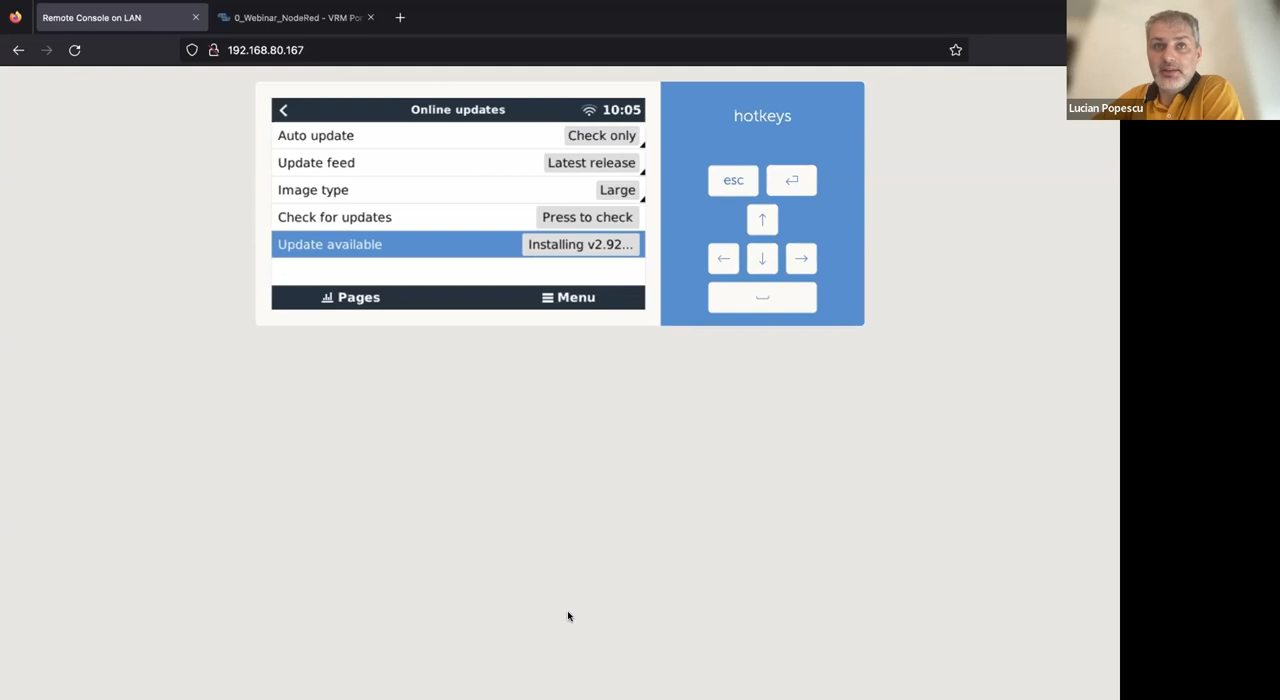 Remote Console on LAN
0_Webinar_NodeRed - VRM Por
192.168.80.167
Lucian Popescu
Online updates
10:05
Auto update
Check only
Update feed
Latest release
Image type
Large
Check for updates
Press to check
Update available
Installing v2.92...
Pages
Menu
hotkeys
esc